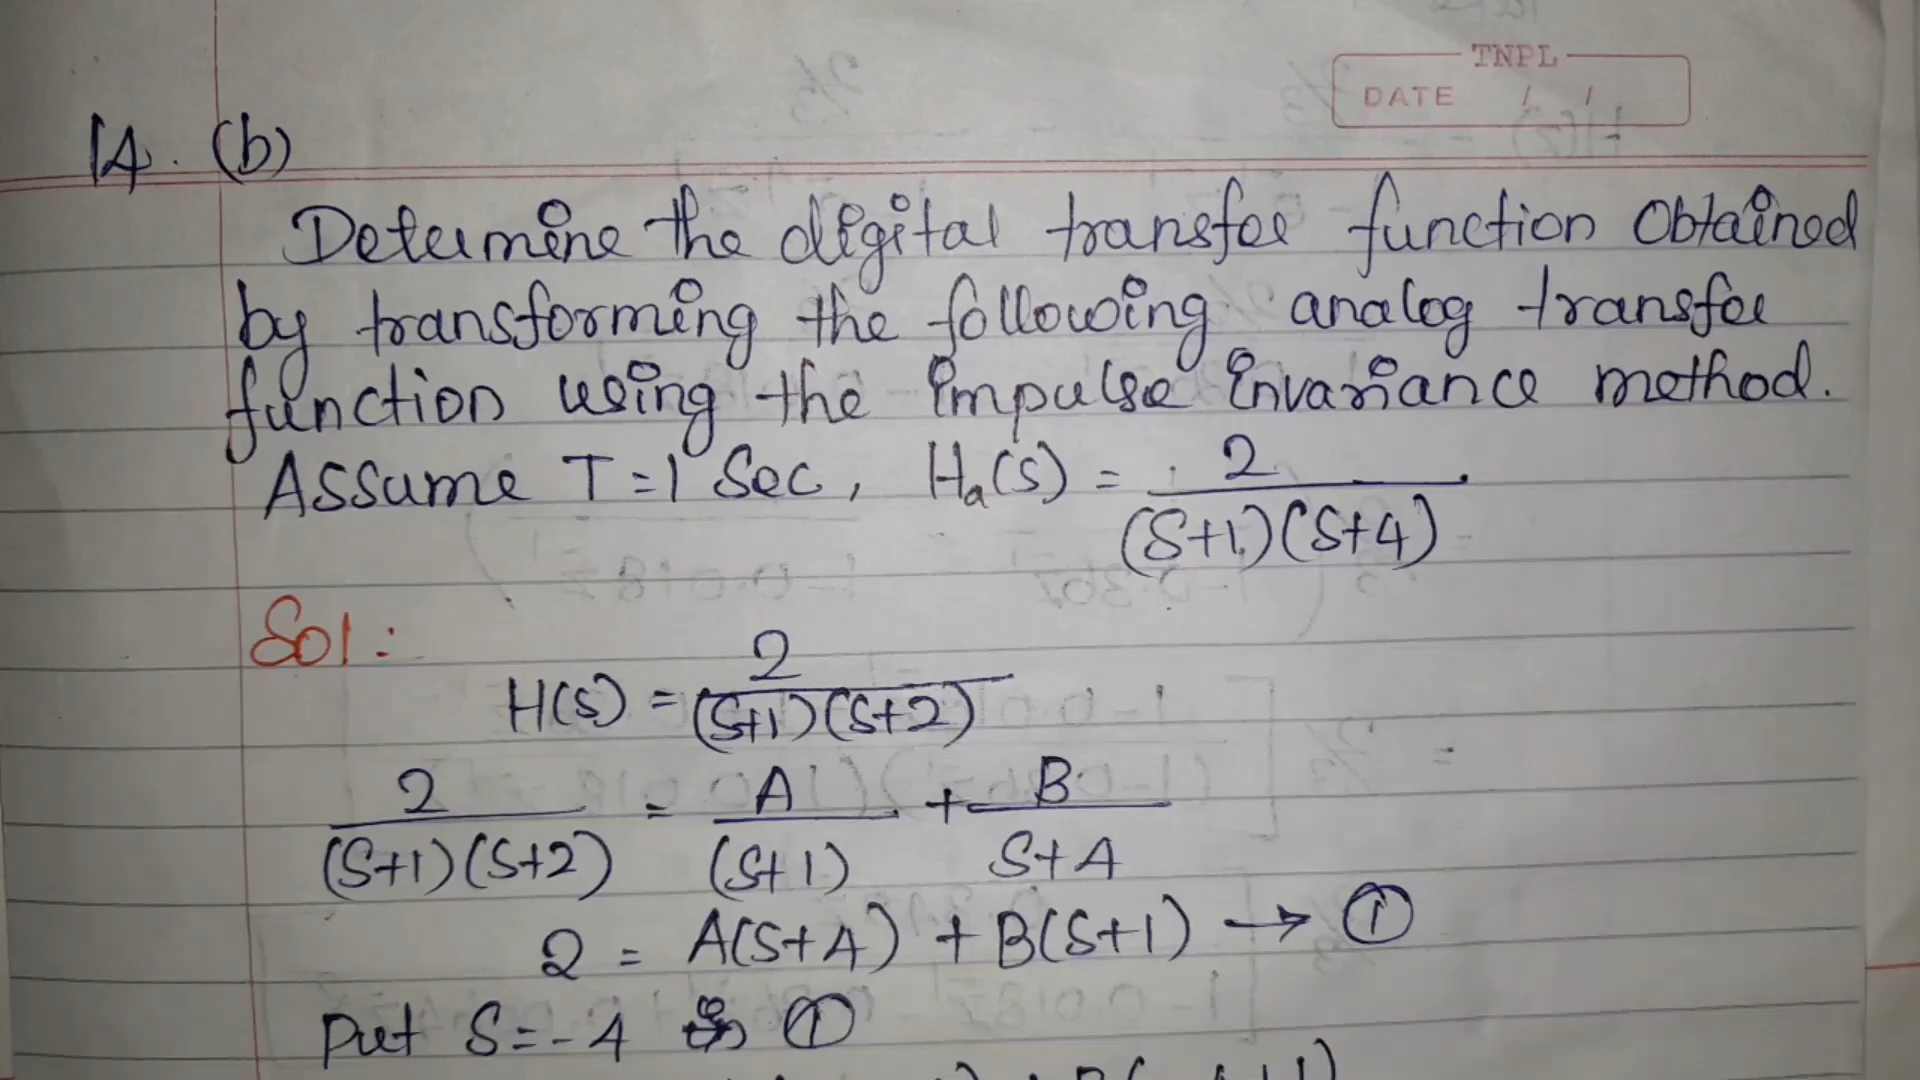 TNPL
DATE / /
14. (b)
Determine the digital transfer function obtained
by transforming the following analog transfer
function using the impulse invariance method.
Assume T=1 Sec, Ha(s) = 2 / (S+1)(S+4)
Sol:
H(s) = 2 / (S+1)(S+2)
2 / (S+1)(S+2) = A / (S+1) + B / S+4
2 = A(S+4) + B(S+1) → ①
Put S=-4 in ①